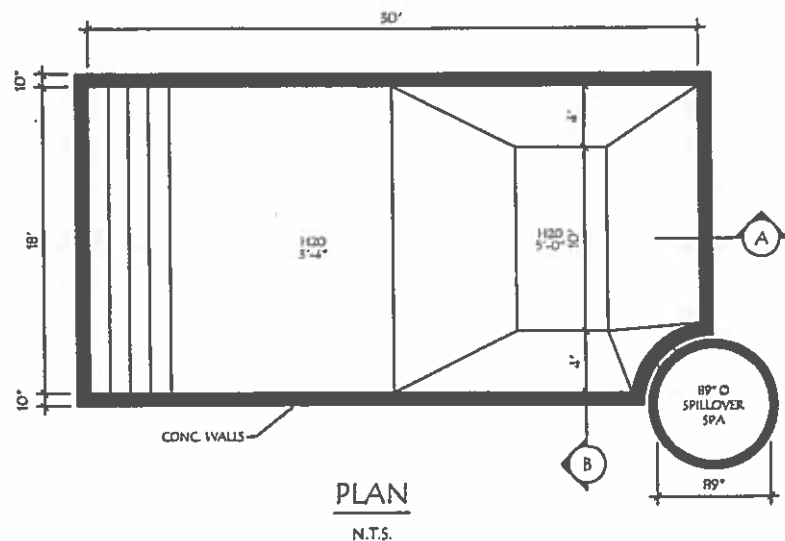 30'
10"
4'
18'
H2O
3'-4"
H2O
5'-0"
10'
A
4'
10"
89" O
SPILLOVER
SPA
CONC. WALLS
B
89"
PLAN
N.T.S.